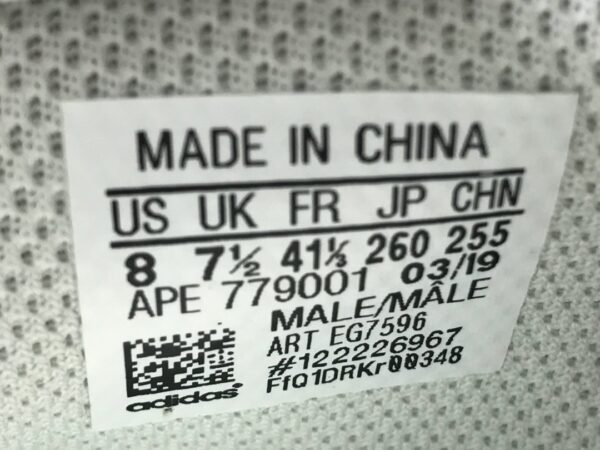 MADE IN CHINA
US UK FR JP CHN
8 7½ 41⅓ 260 255
APE 779001 03/19
MALE/MÂLE
ART EG7596
#122226967
FfQ1DRKr00348
adidas